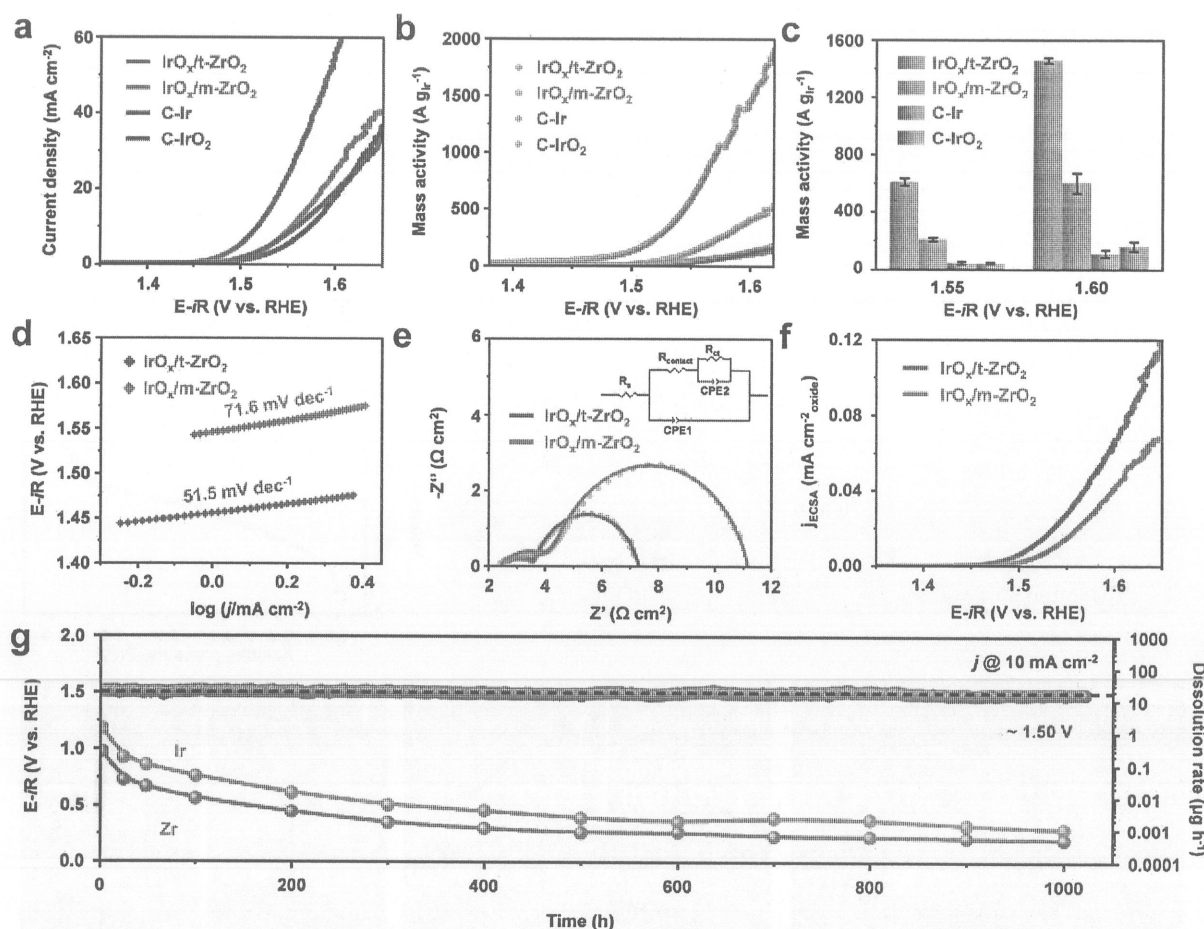 a
Current density (mA cm⁻²)
60
40
20
0
IrOₓ/t-ZrO₂
IrOₓ/m-ZrO₂
C-Ir
C-IrO₂
1.4 1.5 1.6
E-iR (V vs. RHE)
b
Mass activity (A g_Ir⁻¹)
2000
1500
1000
500
0
IrOₓ/t-ZrO₂
IrOₓ/m-ZrO₂
C-Ir
C-IrO₂
1.4 1.5 1.6
E-iR (V vs. RHE)
c
Mass activity (A g_Ir⁻¹)
1600
1200
800
400
0
IrOₓ/t-ZrO₂
IrOₓ/m-ZrO₂
C-Ir
C-IrO₂
1.55 1.60
E-iR (V vs. RHE)
d
E-iR (V vs. RHE)
1.65
1.60
1.55
1.50
1.45
1.40
IrOₓ/t-ZrO₂
IrOₓ/m-ZrO₂
71.6 mV dec⁻¹
51.5 mV dec⁻¹
-0.2 0.0 0.2 0.4
log (j/mA cm⁻²)
e
-Z'' (Ω cm²)
6
4
2
0
Rₛ
R_contact
R_ct
CPE2
CPE1
IrOₓ/t-ZrO₂
IrOₓ/m-ZrO₂
2 4 6 8 10 12
Z' (Ω cm²)
f
j_ECSA (mA cm⁻²_oxide)
0.12
0.08
0.04
0.00
IrOₓ/t-ZrO₂
IrOₓ/m-ZrO₂
1.4 1.5 1.6
E-iR (V vs. RHE)
g
E-iR (V vs. RHE)
2.0
1.5
1.0
0.5
0.0
j @ 10 mA cm⁻²
~ 1.50 V
Ir
Zr
1000
100
10
1
0.1
0.01
0.001
0.0001
Dissolution rate (µg h⁻¹)
0 200 400 600 800 1000
Time (h)